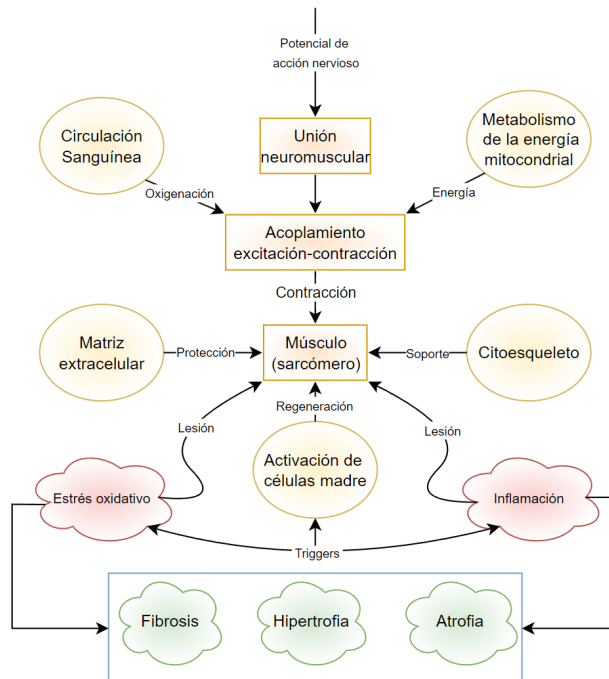 Potencial de
acción nervioso
Circulación
Sanguínea
Unión
neuromuscular
Metabolismo
de la energía
mitocondrial
Oxigenación
Energía
Acoplamiento
excitación-contracción
Contracción
Matriz
extracelular
Protección
Músculo
(sarcómero)
Soporte
Citoesqueleto
Lesión
Regeneración
Lesión
Activación de
células madre
Estrés oxidativo
Inflamación
Triggers
Fibrosis
Hipertrofia
Atrofia